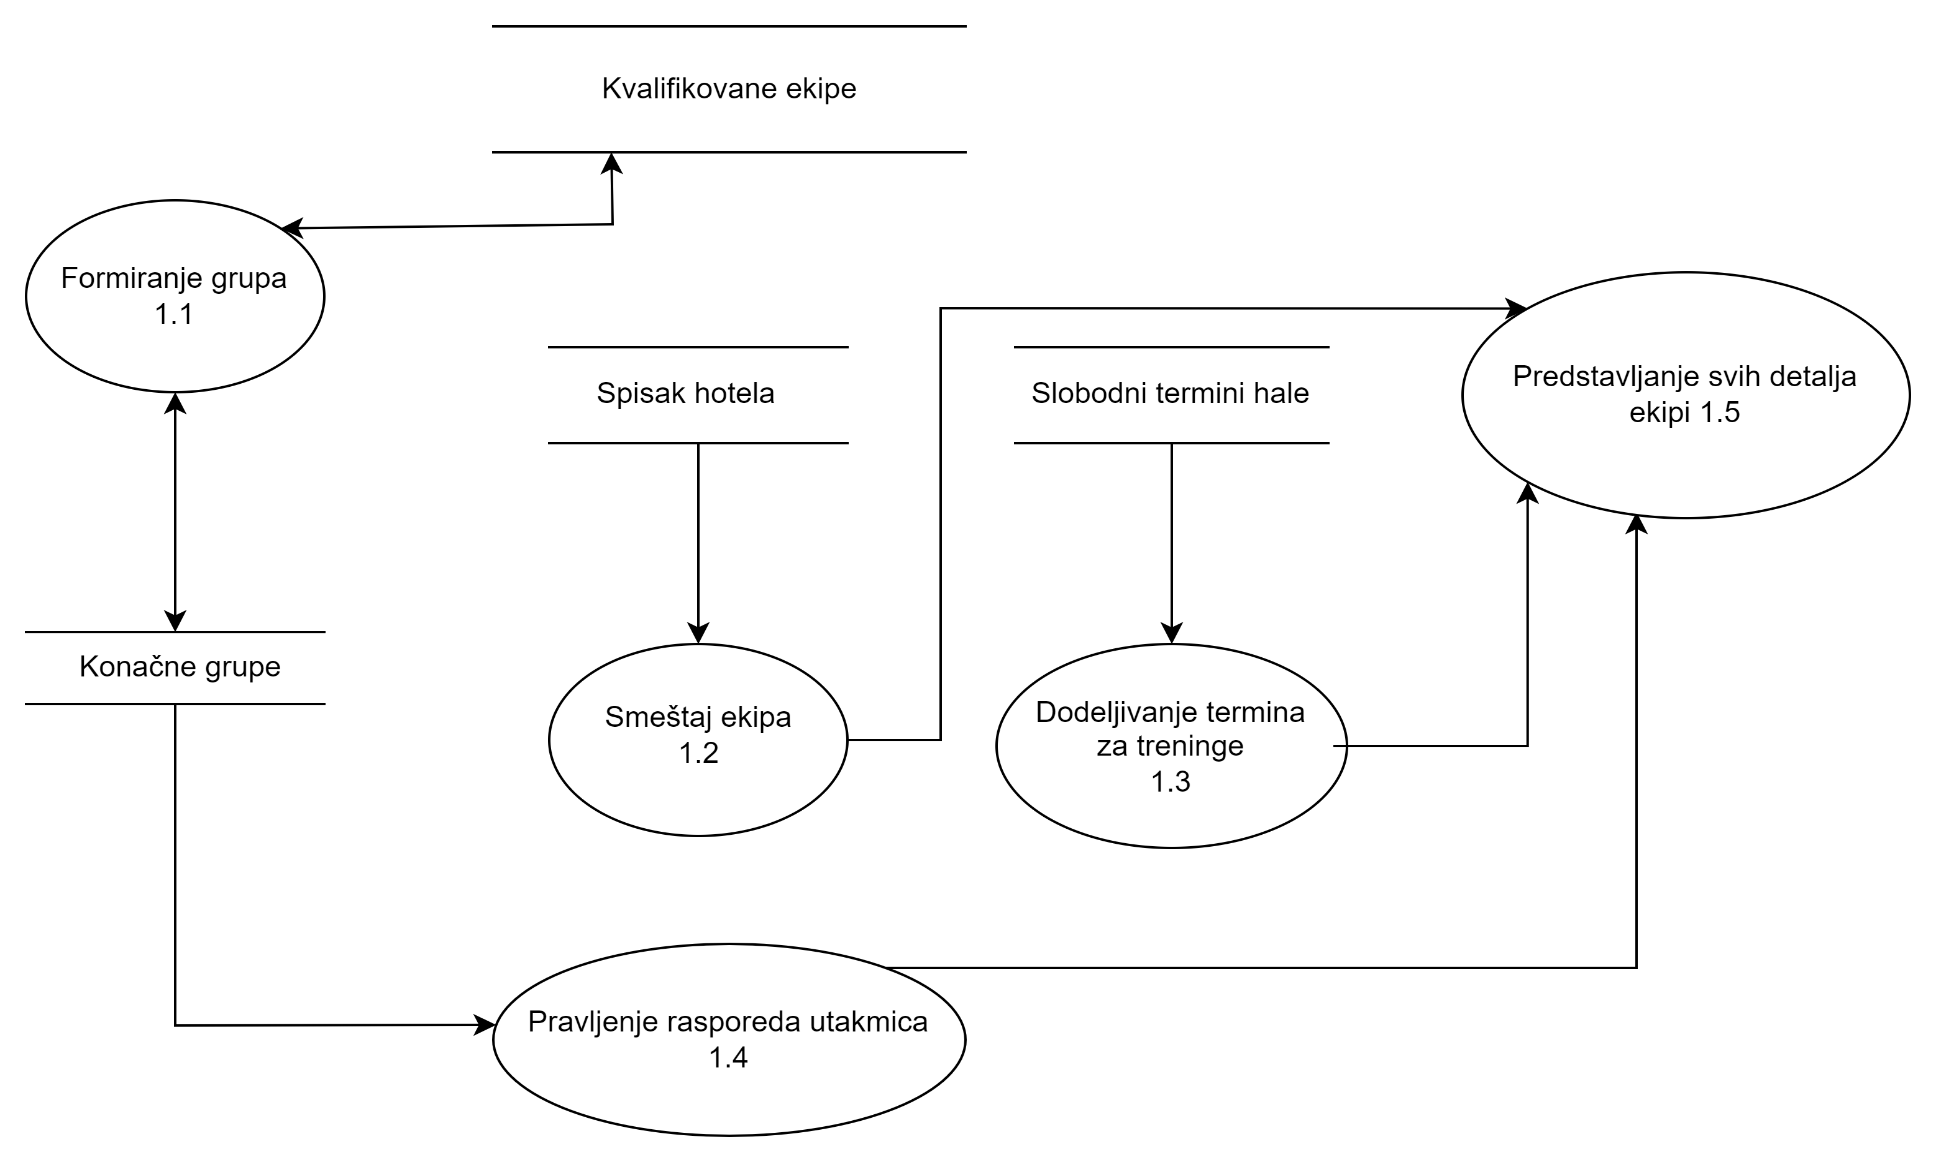 Kvalifikovane ekipe
Formiranje grupa
1.1
Spisak hotela
Slobodni termini hale
Predstavljanje svih detalja
ekipi 1.5
Konačne grupe
Smeštaj ekipa
1.2
Dodeljivanje termina
za treninge
1.3
Pravljenje rasporeda utakmica
1.4